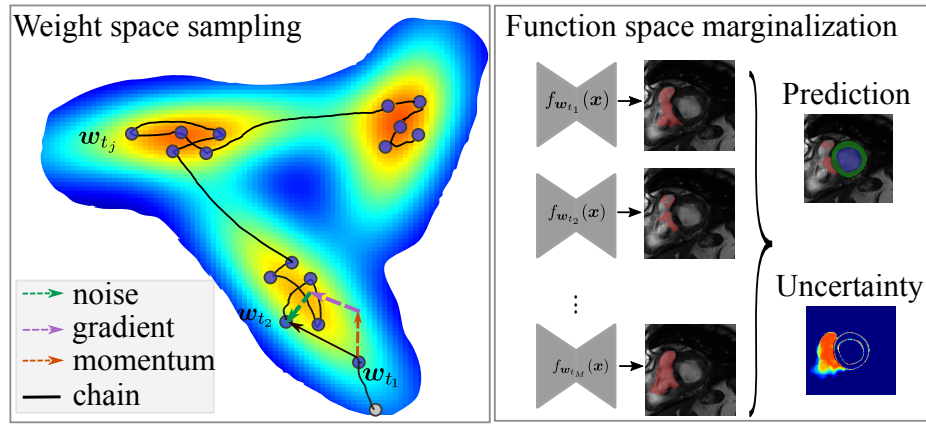 Weight space sampling
w_{t_j}
w_{t_2}
w_{t_1}
noise
gradient
momentum
chain
Function space marginalization
f_{w_{t_1}}(x)
f_{w_{t_2}}(x)
⋮
f_{w_{t_M}}(x)
Prediction
Uncertainty